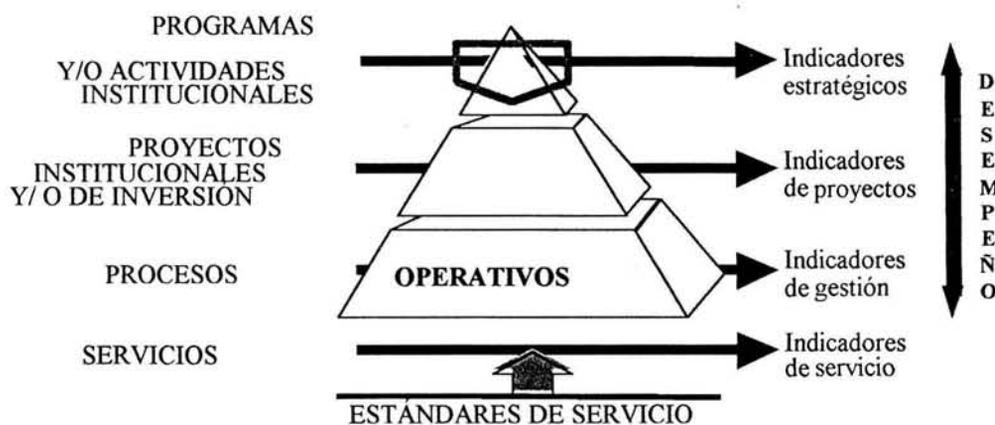 PROGRAMAS
Y/O ACTIVIDADES
INSTITUCIONALES
Indicadores
estratégicos
PROYECTOS
INSTITUCIONALES
Y/ O DE INVERSIÓN
Indicadores
de proyectos
PROCESOS
OPERATIVOS
Indicadores
de gestión
SERVICIOS
Indicadores
de servicio
ESTÁNDARES DE SERVICIO
D
E
S
E
M
P
E
Ñ
O